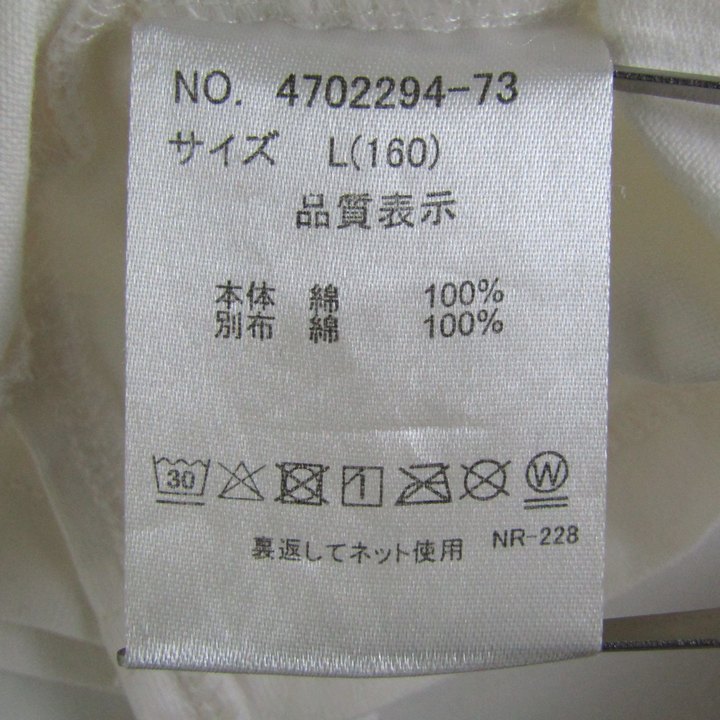 NO. 4702294-73
サイズ L(160)
品質表示
本体 綿 100%
別布 綿 100%
30 W
裏返してネット使用 NR-228